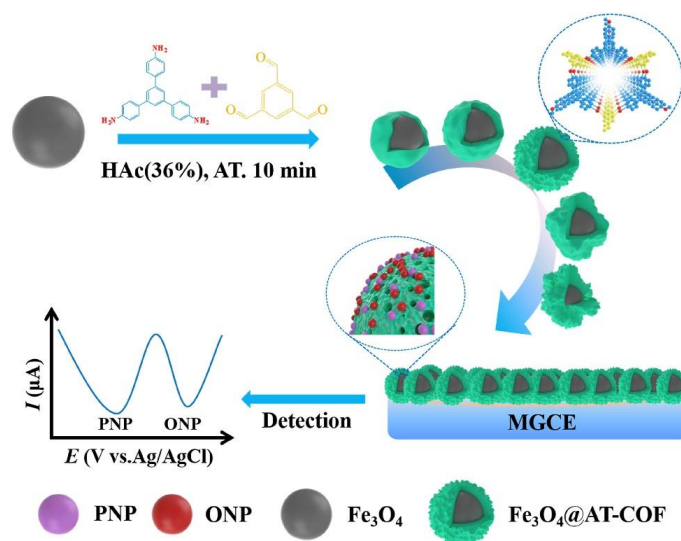 NH₂
O
O
H₂N
NH₂
O
HAc(36%), AT. 10 min
I (μA)
PNP
ONP
E (V vs.Ag/AgCl)
Detection
MGCE
PNP
ONP
Fe₃O₄
Fe₃O₄@AT-COF